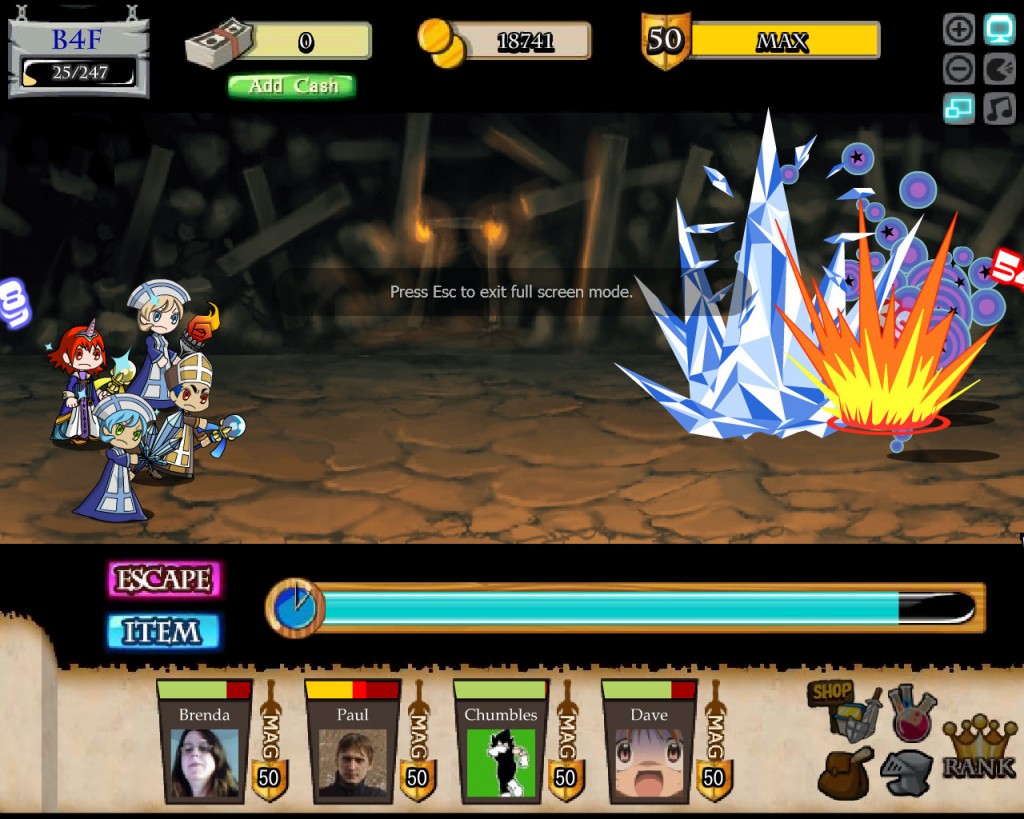 B4F
25/247
0
Add Cash
18741
50
MAX
Press Esc to exit full screen mode.
ESCAPE
ITEM
Brenda
MAG
50
Paul
MAG
50
Chumbles
MAG
50
Dave
MAG
50
SHOP
RANK